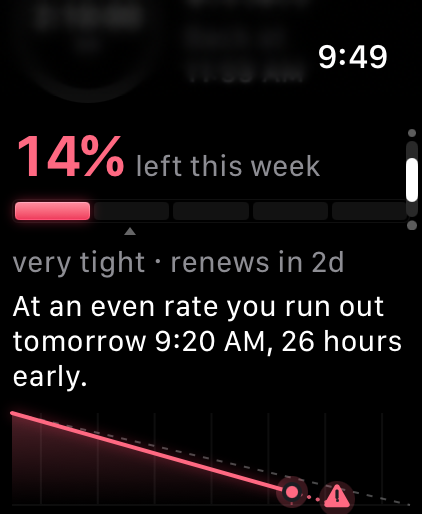 9:49
14% left this week
very tight · renews in 2d
At an even rate you run out
tomorrow 9:20 AM, 26 hours
early.